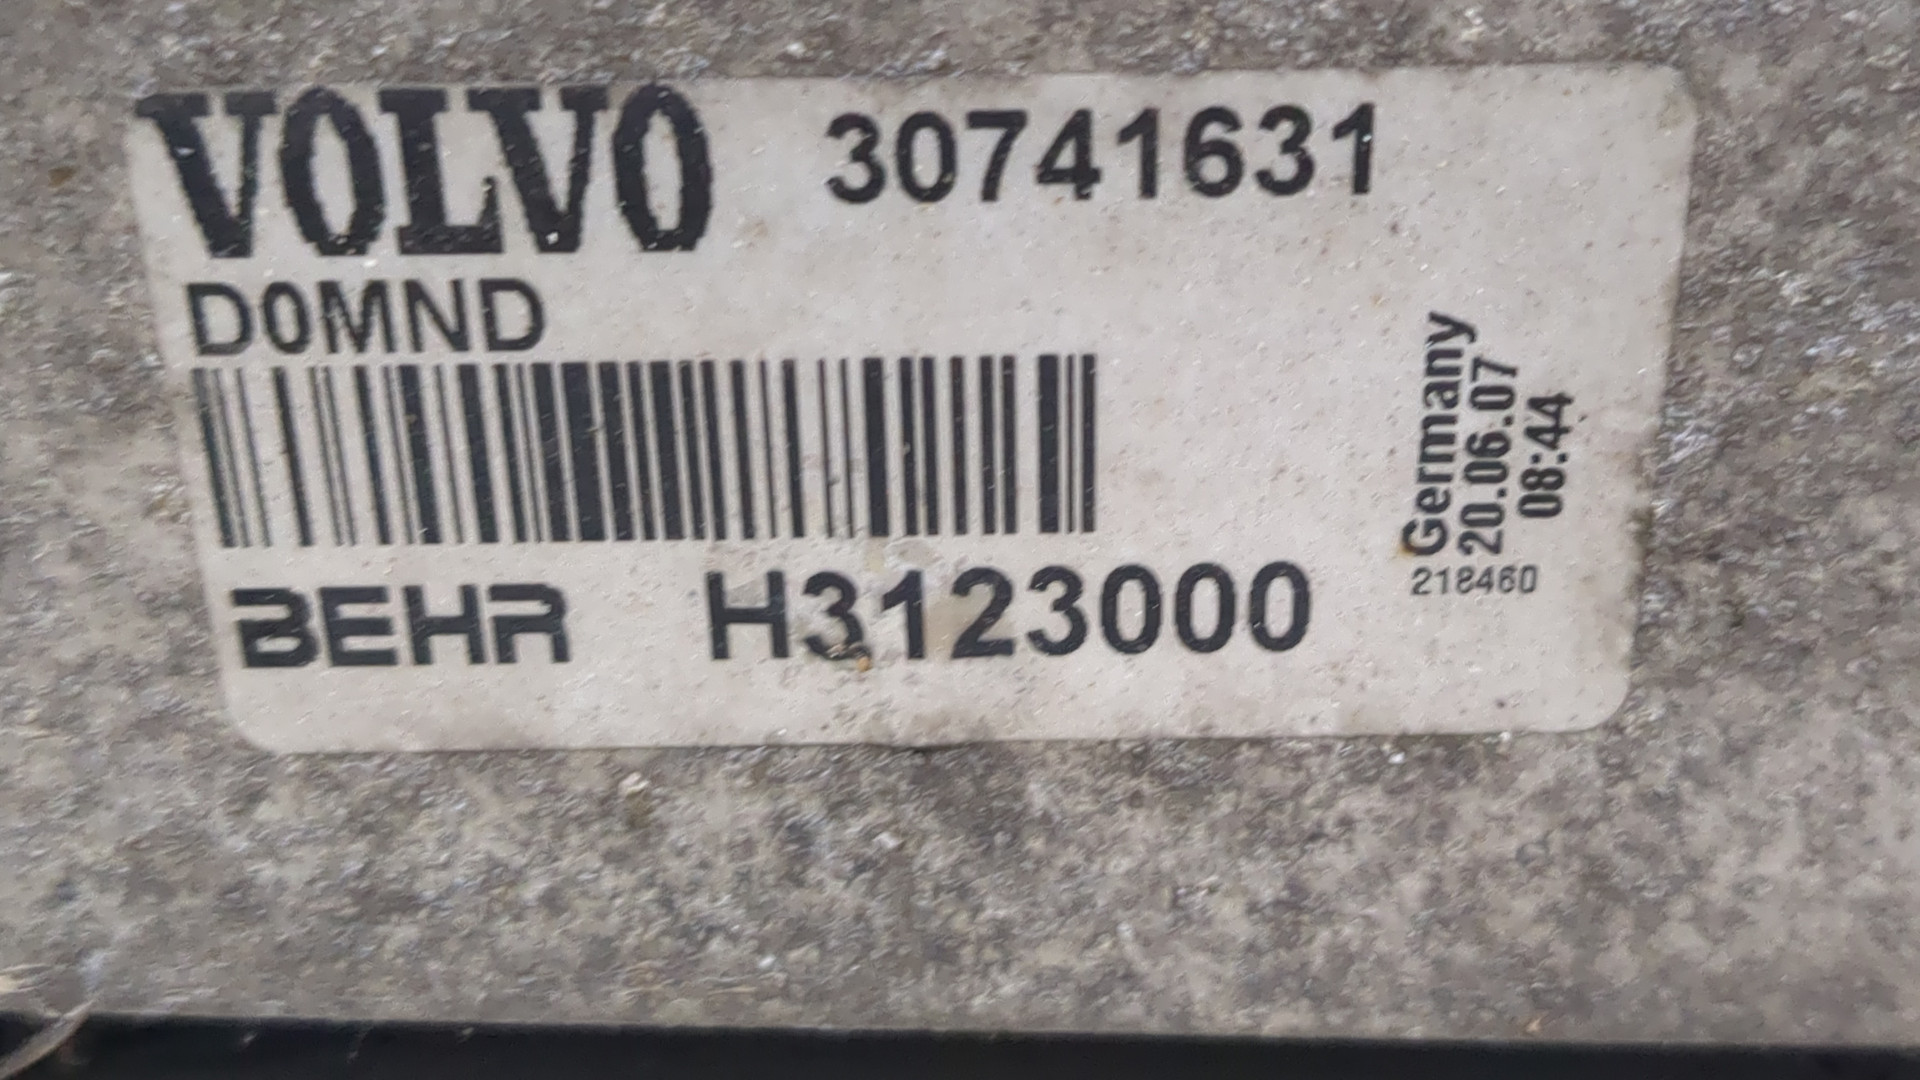 VOLVO 30741631
D0MND
BEHR H3123000
Germany
20.06.07
08:44
218460